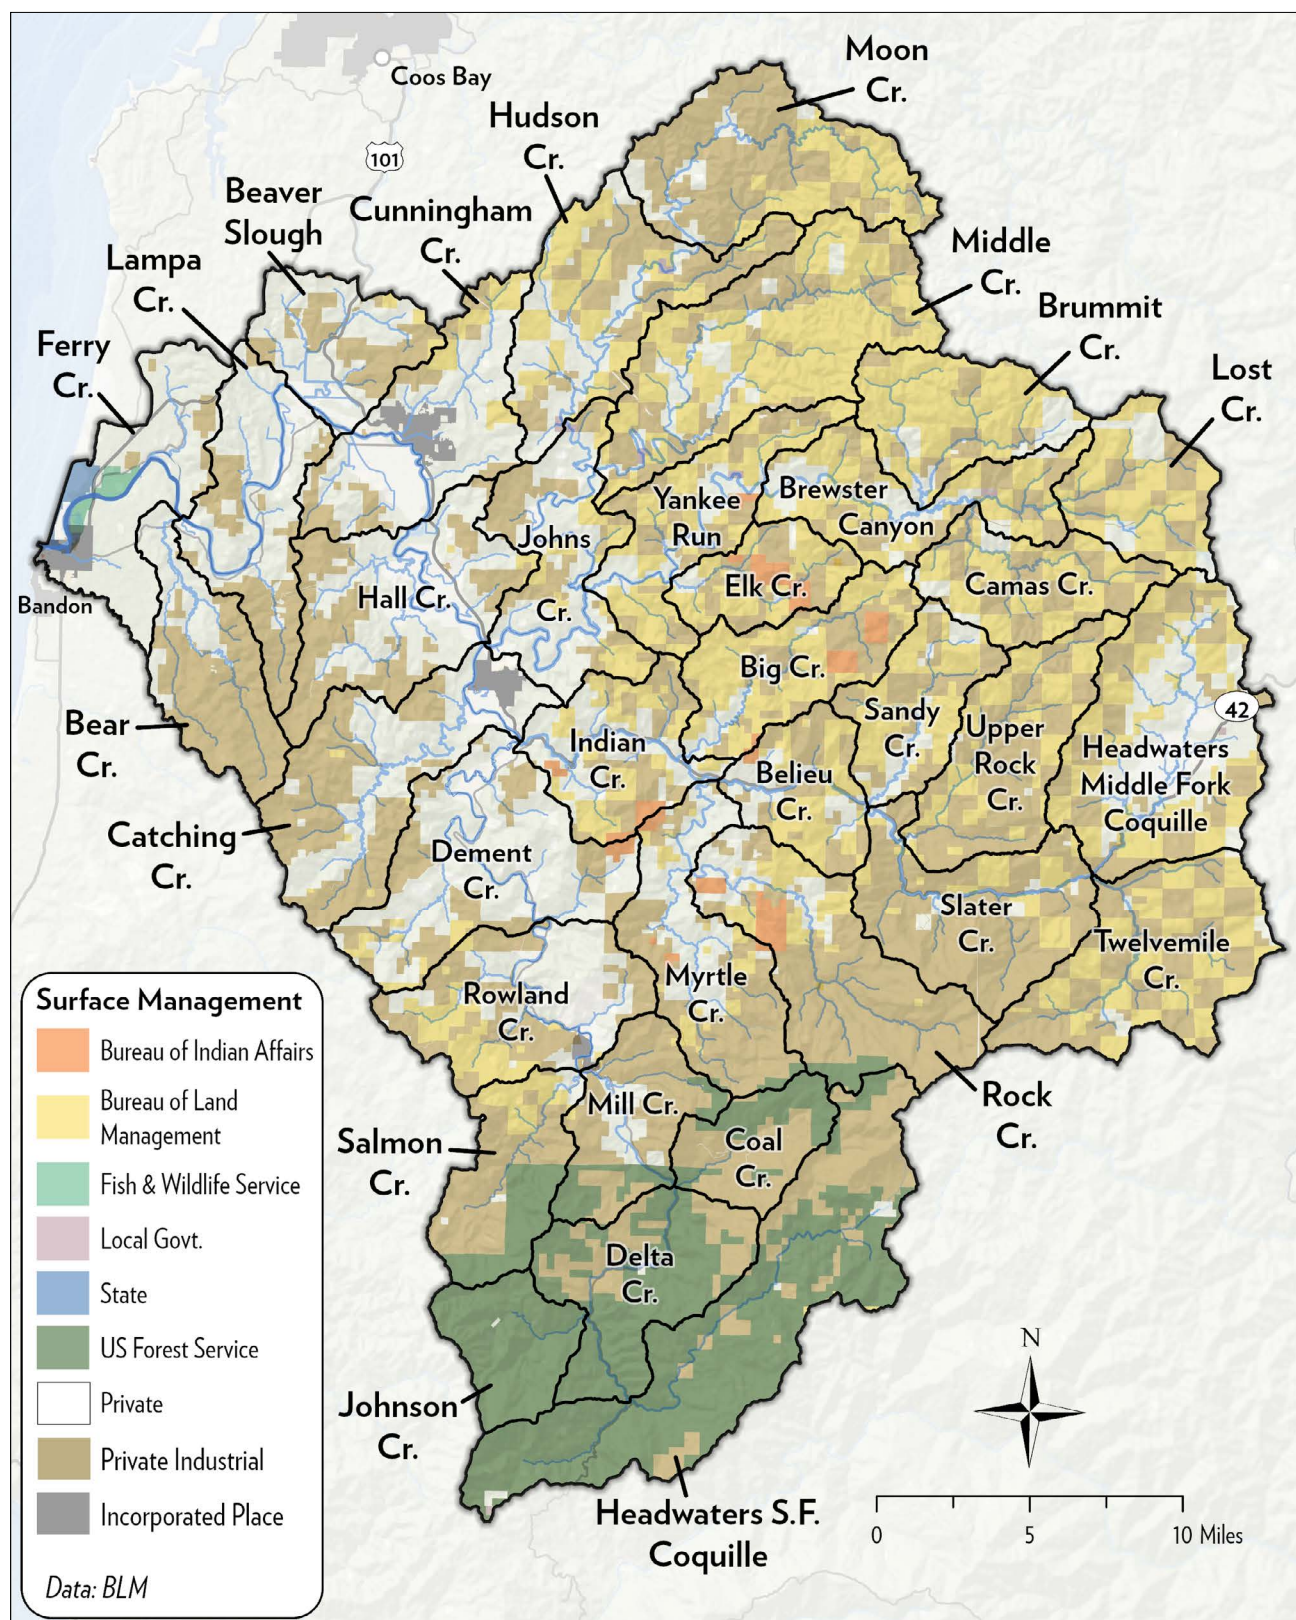 Coos Bay
101
Moon
Cr.
Hudson
Cr.
Beaver
Slough
Cunningham
Cr.
Lampa
Cr.
Middle
Cr.
Brummit
Cr.
Ferry
Cr.
Lost
Cr.
Yankee
Run
Brewster
Canyon
Johns
Cr.
Elk Cr.
Camas Cr.
Hall Cr.
Bandon
Big Cr.
Sandy
Cr.
Upper
Rock
Cr.
42
Headwaters
Middle Fork
Coquille
Bear
Cr.
Indian
Cr.
Belieu
Cr.
Catching
Cr.
Dement
Cr.
Slater
Cr.
Twelvemile
Cr.
Rowland
Cr.
Myrtle
Cr.
Rock
Cr.
Mill Cr.
Coal
Cr.
Salmon
Cr.
Delta
Cr.
Johnson
Cr.
Headwaters S.F.
Coquille
Surface Management
Bureau of Indian Affairs
Bureau of Land
Management
Fish & Wildlife Service
Local Govt.
State
US Forest Service
Private
Private Industrial
Incorporated Place
Data: BLM
N
0 5 10 Miles